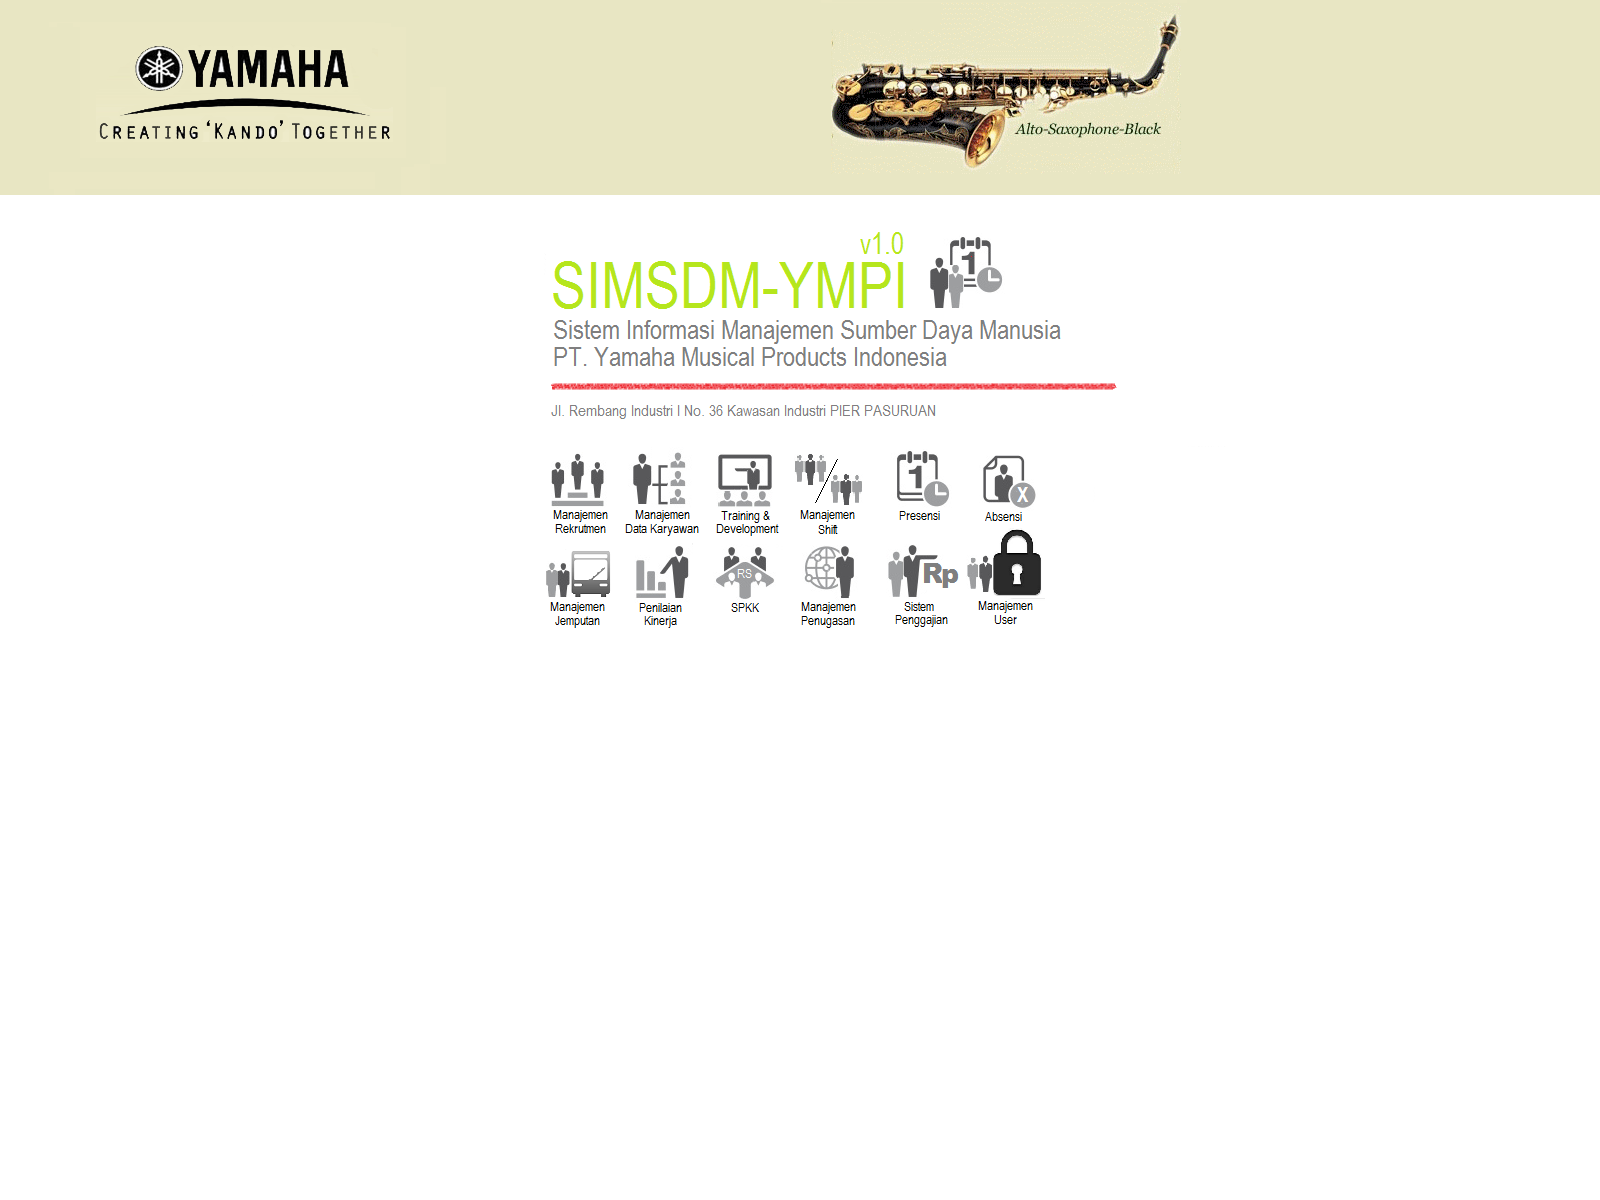 YAMAHA
CREATING 'KANDO' TOGETHER
Alto-Saxophone-Black
v1.0
SIMSDM-YMPI
1
Sistem Informasi Manajemen Sumber Daya Manusia
PT. Yamaha Musical Products Indonesia
Jl. Rembang Industri I No. 36 Kawasan Industri PIER PASURUAN
1
X
Manajemen
Rekrutmen
Manajemen
Data Karyawan
Training &
Development
Manajemen
Shift
Presensi
Absensi
RS
Rp
Manajemen
Jemputan
Penilaian
Kinerja
SPKK
Manajemen
Penugasan
Sistem
Penggajian
Manajemen
User